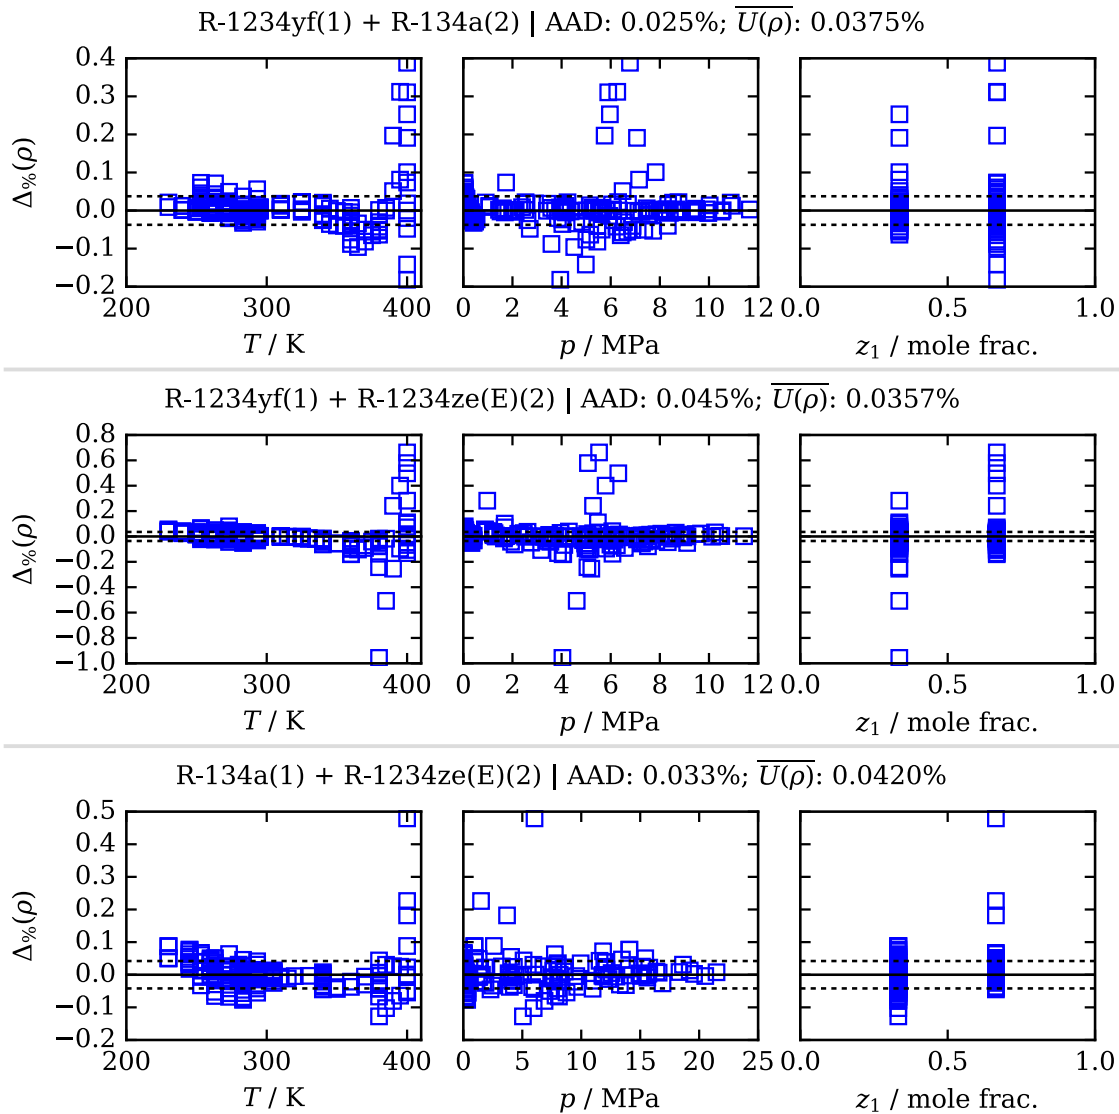 R-1234yf(1) + R-134a(2) | AAD: 0.025%; U(ρ): 0.0375%
Δ%(ρ)
0.4
0.3
0.2
0.1
0.0
−0.1
−0.2
200 300 400
0 2 4 6 8 10 12
0.0 0.5 1.0
T / K
p / MPa
z1 / mole frac.
R-1234yf(1) + R-1234ze(E)(2) | AAD: 0.045%; U(ρ): 0.0357%
Δ%(ρ)
0.8
0.6
0.4
0.2
0.0
−0.2
−0.4
−0.6
−0.8
−1.0
200 300 400
0 2 4 6 8 10 12
0.0 0.5 1.0
T / K
p / MPa
z1 / mole frac.
R-134a(1) + R-1234ze(E)(2) | AAD: 0.033%; U(ρ): 0.0420%
Δ%(ρ)
0.5
0.4
0.3
0.2
0.1
0.0
−0.1
−0.2
200 300 400
0 5 10 15 20 25
0.0 0.5 1.0
T / K
p / MPa
z1 / mole frac.